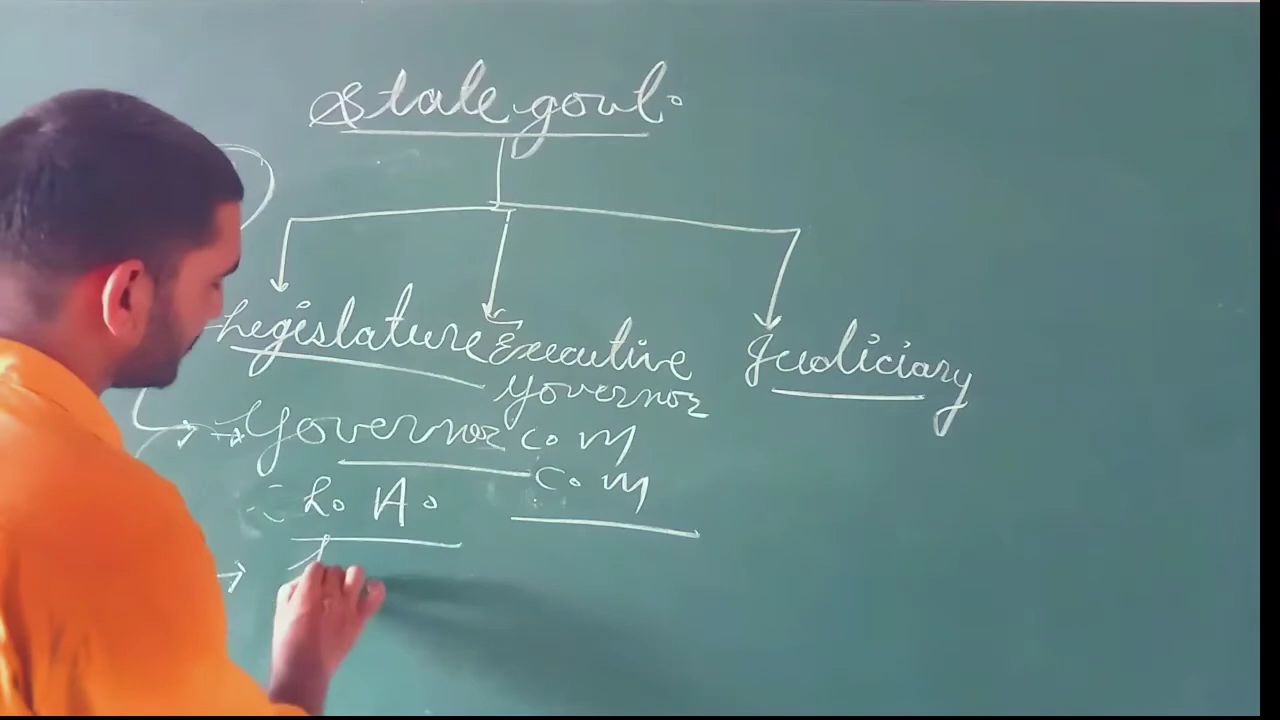 State govt.
Legislature Executive Judiciary
Governor
Governor C. M
C. M
L. A.